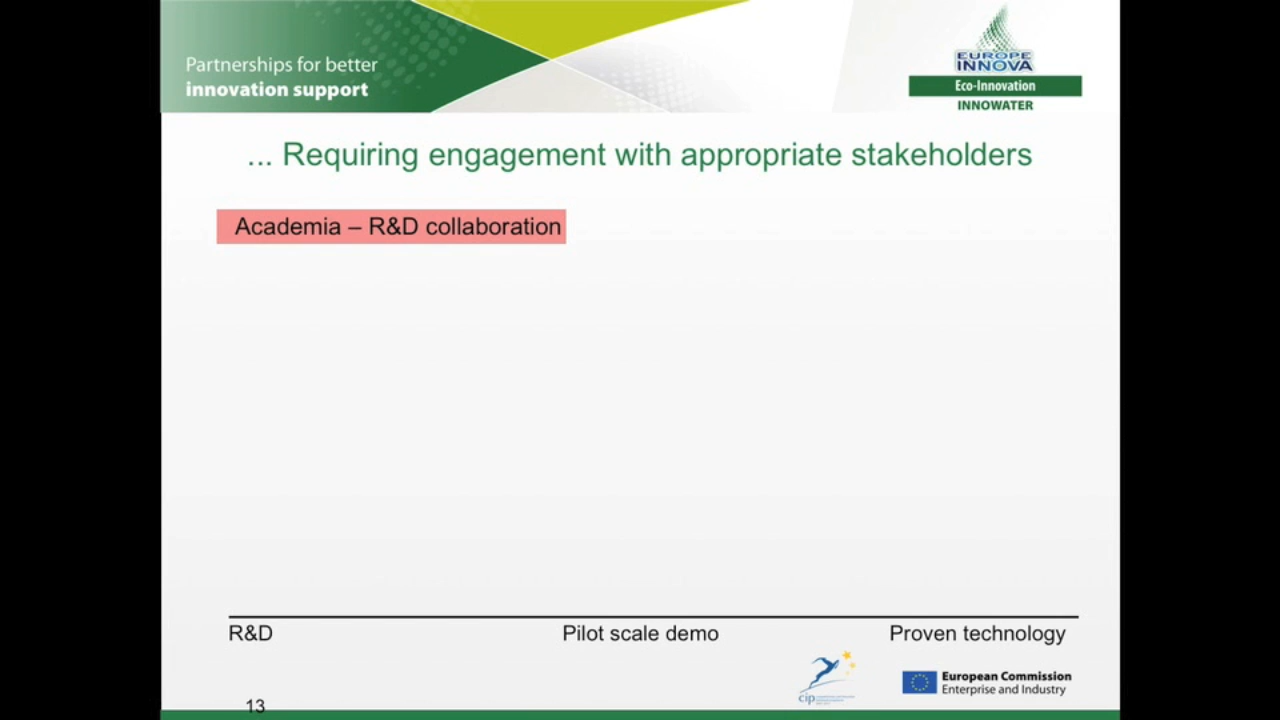 Partnerships for better
innovation support
EUROPE
INNOVA
Eco-Innovation
INNOWATER
... Requiring engagement with appropriate stakeholders
Academia – R&D collaboration
R&D
Pilot scale demo
Proven technology
cip
European Commission
Enterprise and Industry
13